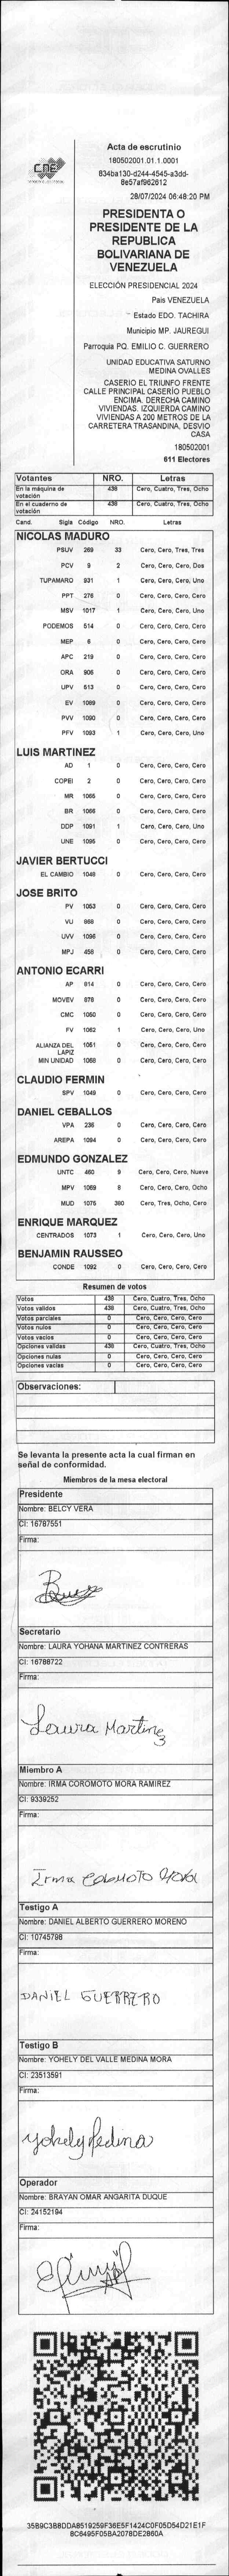 Acta de escrutinio
CNE
180502001.01.1.0001
834ba130-d244-4545-a3dd-
8e57af962612
28/07/2024 06:48:20 PM
PRESIDENTA O
PRESIDENTE DE LA
REPUBLICA
BOLIVARIANA DE
VENEZUELA
ELECCIÓN PRESIDENCIAL 2024
Pais VENEZUELA
Estado EDO. TACHIRA
Municipio MP. JAUREGUI
Parroquia PQ. EMILIO C. GUERRERO
UNIDAD EDUCATIVA SATURNO
MEDINA OVALLES
CASERIO EL TRIUNFO FRENTE
CALLE PRINCIPAL CASERÍO PUEBLO
ENCIMA. DERECHA CAMINO
VIVIENDAS. IZQUIERDA CAMINO
VIVIENDAS A 200 METROS DE LA
CARRETERA TRASANDINA, DESVIO
CASA
180502001
611 Electores
Votantes NRO. Letras
En la máquina de votación 438 Cero, Cuatro, Tres, Ocho
En el cuaderno de votación 438 Cero, Cuatro, Tres, Ocho
Cand. Sigla Código NRO. Letras
NICOLAS MADURO
PSUV 269 33 Cero, Cero, Tres, Tres
PCV 9 2 Cero, Cero, Cero, Dos
TUPAMARO 931 1 Cero, Cero, Cero, Uno
PPT 276 0 Cero, Cero, Cero, Cero
MSV 1017 1 Cero, Cero, Cero, Uno
PODEMOS 514 0 Cero, Cero, Cero, Cero
MEP 6 0 Cero, Cero, Cero, Cero
APC 219 0 Cero, Cero, Cero, Cero
ORA 906 0 Cero, Cero, Cero, Cero
UPV 513 0 Cero, Cero, Cero, Cero
EV 1089 0 Cero, Cero, Cero, Cero
PVV 1090 0 Cero, Cero, Cero, Cero
PFV 1093 1 Cero, Cero, Cero, Uno
LUIS MARTINEZ
AD 1 0 Cero, Cero, Cero, Cero
COPEI 2 0 Cero, Cero, Cero, Cero
MR 1065 0 Cero, Cero, Cero, Cero
BR 1066 0 Cero, Cero, Cero, Cero
DDP 1091 1 Cero, Cero, Cero, Uno
UNE 1095 0 Cero, Cero, Cero, Cero
JAVIER BERTUCCI
EL CAMBIO 1048 0 Cero, Cero, Cero, Cero
JOSE BRITO
PV 1053 0 Cero, Cero, Cero, Cero
VU 868 0 Cero, Cero, Cero, Cero
UVV 1096 0 Cero, Cero, Cero, Cero
MPJ 458 0 Cero, Cero, Cero, Cero
ANTONIO ECARRI
AP 814 0 Cero, Cero, Cero, Cero
MOVEV 878 0 Cero, Cero, Cero, Cero
CMC 1050 0 Cero, Cero, Cero, Cero
FV 1062 1 Cero, Cero, Cero, Uno
ALIANZA DEL LAPIZ 1051 0 Cero, Cero, Cero, Cero
MIN UNIDAD 1058 0 Cero, Cero, Cero, Cero
CLAUDIO FERMIN
SPV 1049 0 Cero, Cero, Cero, Cero
DANIEL CEBALLOS
VPA 236 0 Cero, Cero, Cero, Cero
AREPA 1094 0 Cero, Cero, Cero, Cero
EDMUNDO GONZALEZ
UNTC 460 9 Cero, Cero, Cero, Nueve
MPV 1069 8 Cero, Cero, Cero, Ocho
MUD 1075 380 Cero, Tres, Ocho, Cero
ENRIQUE MARQUEZ
CENTRADOS 1073 1 Cero, Cero, Cero, Uno
BENJAMIN RAUSSEO
CONDE 1092 0 Cero, Cero, Cero, Cero
Resumen de votos
Votos 438 Cero, Cuatro, Tres, Ocho
Votos validos 438 Cero, Cuatro, Tres, Ocho
Votos parciales 0 Cero, Cero, Cero, Cero
Votos nulos 0 Cero, Cero, Cero, Cero
Votos vacios 0 Cero, Cero, Cero, Cero
Opciones validas 438 Cero, Cuatro, Tres, Ocho
Opciones nulas 0 Cero, Cero, Cero, Cero
Opciones vacias 0 Cero, Cero, Cero, Cero
Observaciones:
Se levanta la presente acta la cual firman en
señal de conformidad.
Miembros de la mesa electoral
Presidente
Nombre: BELCY VERA
CI: 16787551
Firma:
Secretario
Nombre: LAURA YOHANA MARTINEZ CONTRERAS
CI: 16788722
Firma:
Laura Martinez
Miembro A
Nombre: IRMA COROMOTO MORA RAMIREZ
CI: 9339252
Firma:
Irma COROMOTO MORA
Testigo A
Nombre: DANIEL ALBERTO GUERRERO MORENO
CI: 10745798
Firma:
DANIEL GUERRERO
Testigo B
Nombre: YOHELY DEL VALLE MEDINA MORA
CI: 23513591
Firma:
Yohely Medina
Operador
Nombre: BRAYAN OMAR ANGARITA DUQUE
CI: 24152194
Firma:
35B9C3B8DDA8519259F36E5F1424C0F05D54D21E1F
8C6495F05BA2078DE2860A